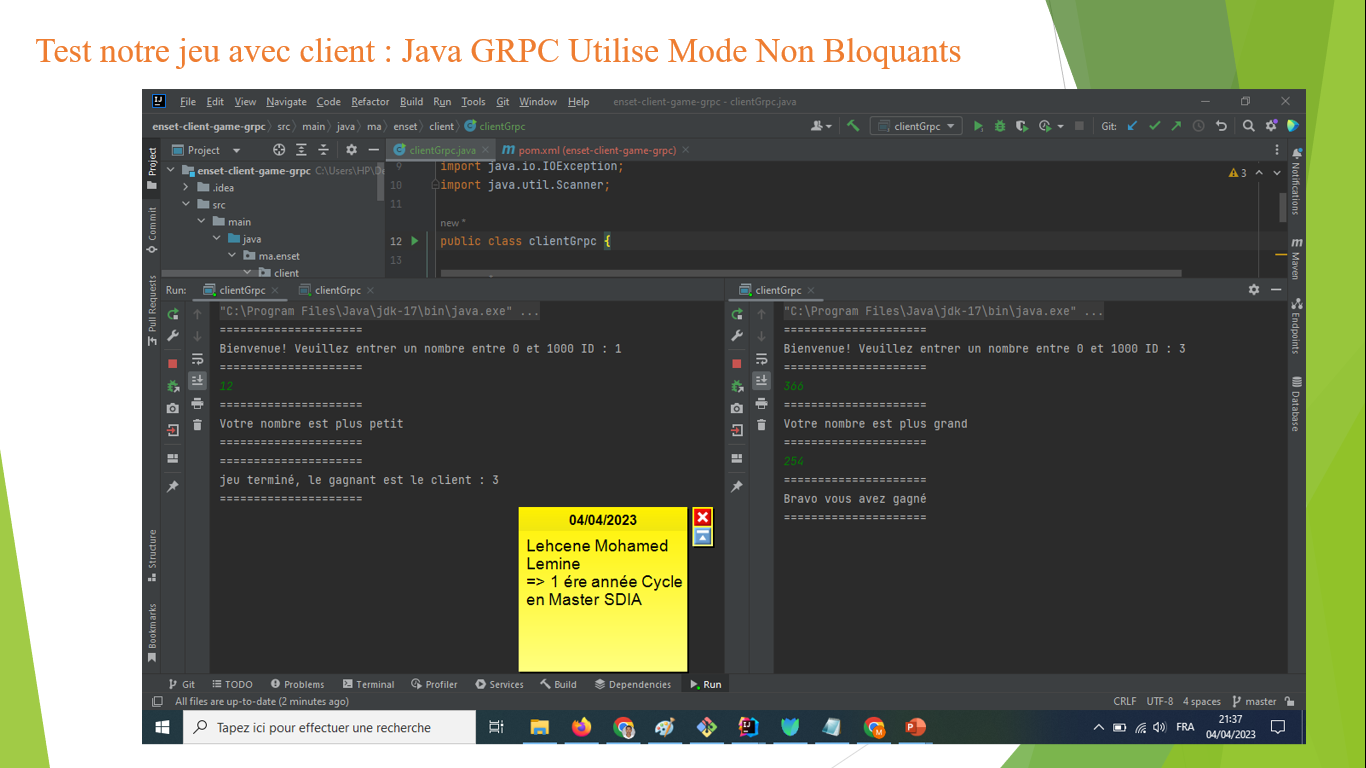 Test notre jeu avec client : Java GRPC Utilise Mode Non Bloquants
File Edit View Navigate Code Refactor Build Run Tools Git Window Help enset-client-game-grpc - clientGrpc.java
enset-client-game-grpc src main java ma enset client clientGrpc
clientGrpc Git:
Project
clientGrpc.java pom.xml (enset-client-game-grpc)
Project
Commit
Pull Requests
Structure
Bookmarks
enset-client-game-grpc C:\Users\HP\De
.idea
src
main
java
ma.enset
client
9 import java.io.IOException;
10 import java.util.Scanner;
11
new *
12 public class clientGrpc {
13
3
Notifications
Maven
Endpoints
Database
Run: clientGrpc clientGrpc
"C:\Program Files\Java\jdk-17\bin\java.exe" ...
=====================
Bienvenue! Veuillez entrer un nombre entre 0 et 1000 ID : 1
=====================
12
=====================
Votre nombre est plus petit
=====================
=====================
jeu terminé, le gagnant est le client : 3
=====================
clientGrpc
"C:\Program Files\Java\jdk-17\bin\java.exe" ...
=====================
Bienvenue! Veuillez entrer un nombre entre 0 et 1000 ID : 3
=====================
366
=====================
Votre nombre est plus grand
=====================
254
=====================
Bravo vous avez gagné
=====================
04/04/2023
Lehcene Mohamed
Lemine
=> 1 ére année Cycle
en Master SDIA
Git TODO Problems Terminal Profiler Services Build Dependencies Run
All files are up-to-date (2 minutes ago) CRLF UTF-8 4 spaces master
Tapez ici pour effectuer une recherche
FRA
21:37
04/04/2023